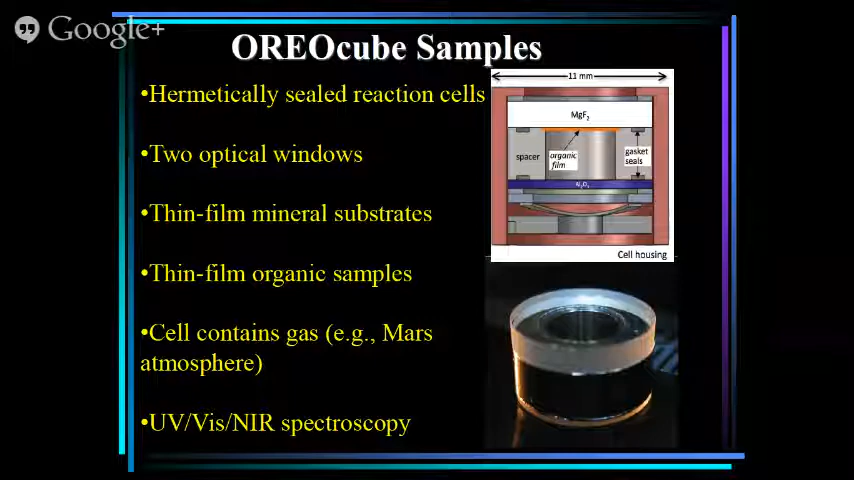 Google+
OREOcube Samples
•Hermetically sealed reaction cells
•Two optical windows
•Thin-film mineral substrates
•Thin-film organic samples
•Cell contains gas (e.g., Mars
atmosphere)
•UV/Vis/NIR spectroscopy
11 mm
MgF₂
spacer
organic
film
gasket
seals
Cell housing